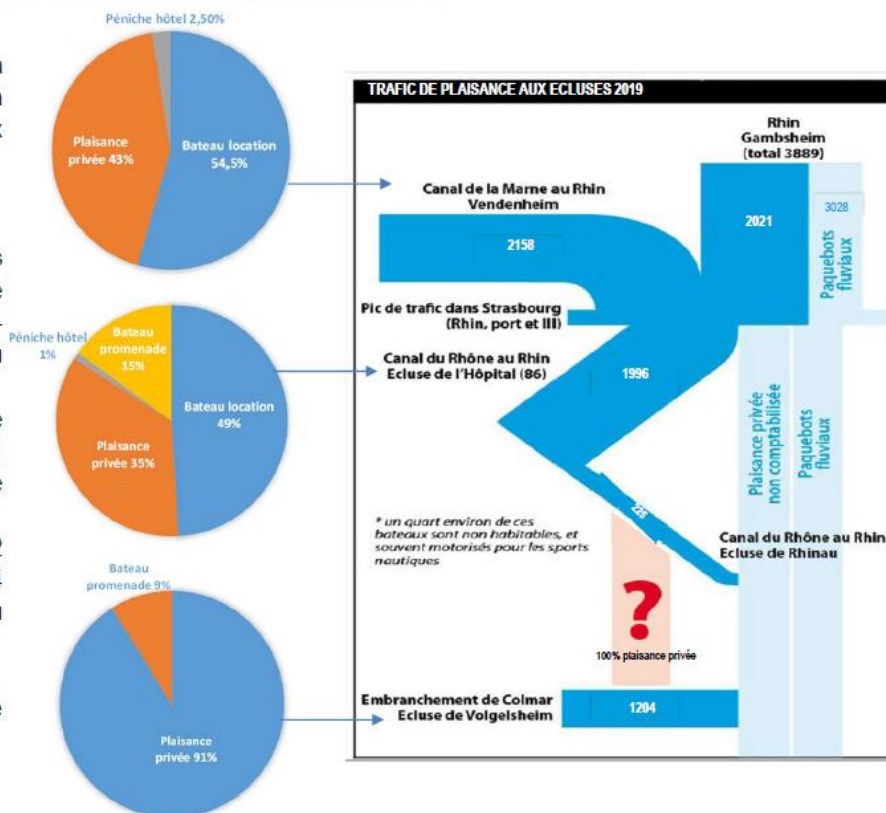 Péniche hôtel 2,50%
Plaisance
privée 43%
Bateau location
54,5%
Péniche hôtel
1%
Bateau
promenade
15%
Bateau location
49%
Plaisance
privée 35%
Bateau
promenade 9%
Plaisance
privée 91%
TRAFIC DE PLAISANCE AUX ECLUSES 2019
Rhin
Gambsheim
(total 3889)
Canal de la Marne au Rhin
Vendenheim
2158
2021
3028
Paquebots
fluviaux
Pic de trafic dans Strasbourg
(Rhin, port et Ill)
Canal du Rhône au Rhin
Ecluse de l'Hôpital (86)
1996
Plaisance privée
non comptabilisée
Paquebots
fluviaux
225
* un quart environ de ces
bateaux sont non habitables, et
souvent motorisés pour les sports
nautiques
Canal du Rhône au Rhin
Ecluse de Rhinau
?
100% plaisance privée
Embranchement de Colmar
Ecluse de Volgelsheim
1204